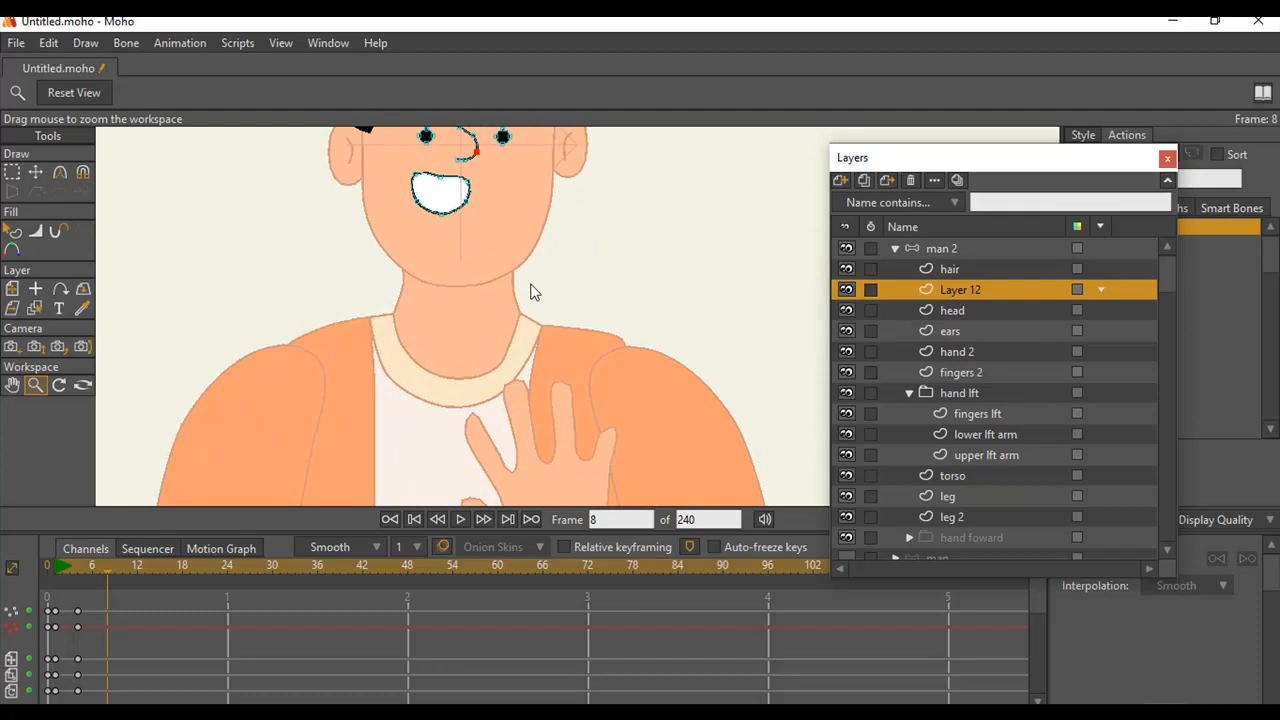 Untitled.moho - Moho
File Edit Draw Bone Animation Scripts View Window Help
Untitled.moho
Reset View
Drag mouse to zoom the workspace Frame: 8
Tools
Style Actions
Draw
Layers
Sort
Name contains...
hs Smart Bones
Fill
Name
man 2
hair
Layer
Layer 12
head
Camera
ears
hand 2
Workspace
fingers 2
hand lft
fingers lft
lower lft arm
upper lft arm
torso
leg
leg 2
Frame 8 of 240
Display Quality
hand foward
Channels Sequencer Motion Graph Smooth 1 Onion Skins Relative keyframing Auto-freeze keys
man
0 6 12 18 24 30 36 42 48 54 60 66 72 78 84 90 96 102
Interpolation: Smooth
0 1 2 3 4 5